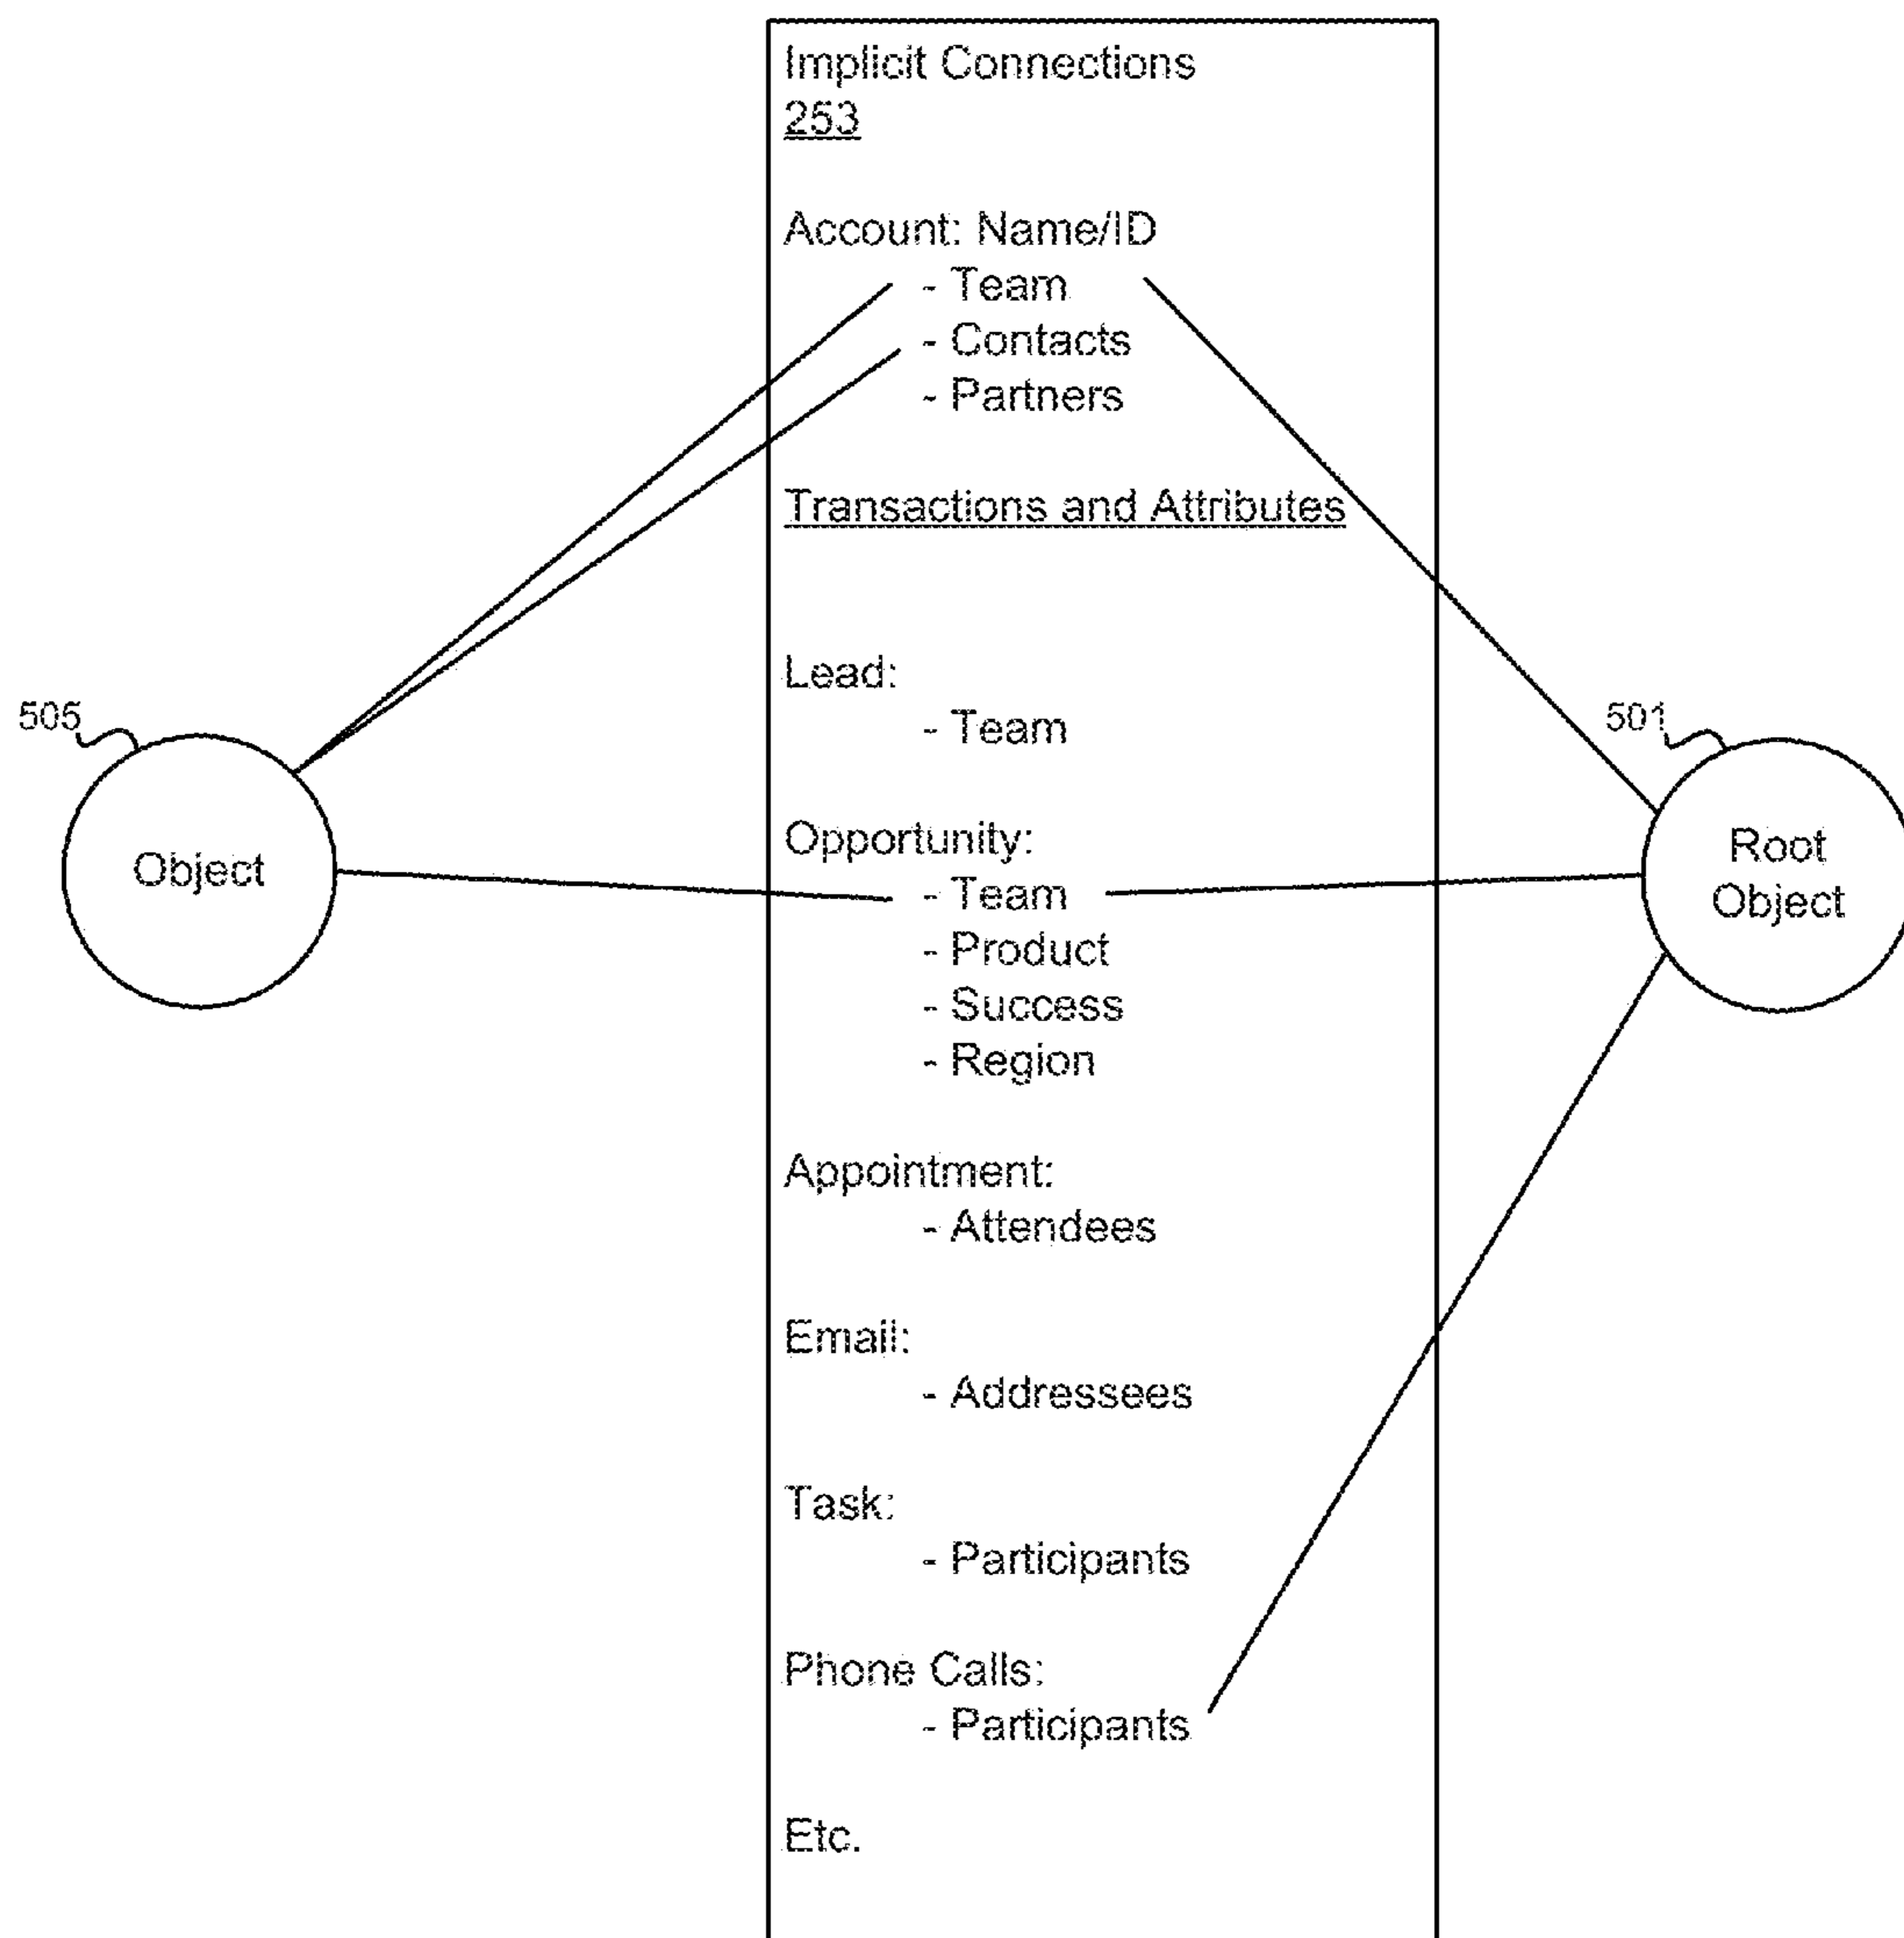 Implicit Connections
253
Account: Name/ID
- Team
- Contacts
- Partners
Transactions and Attributes
Lead:
- Team
505
501
Opportunity:
Object
- Team
Root
Object
- Product
- Success
- Region
Appointment:
- Attendees
Email:
- Addressees
Task:
- Participants
Phone Calls:
- Participants
Etc.